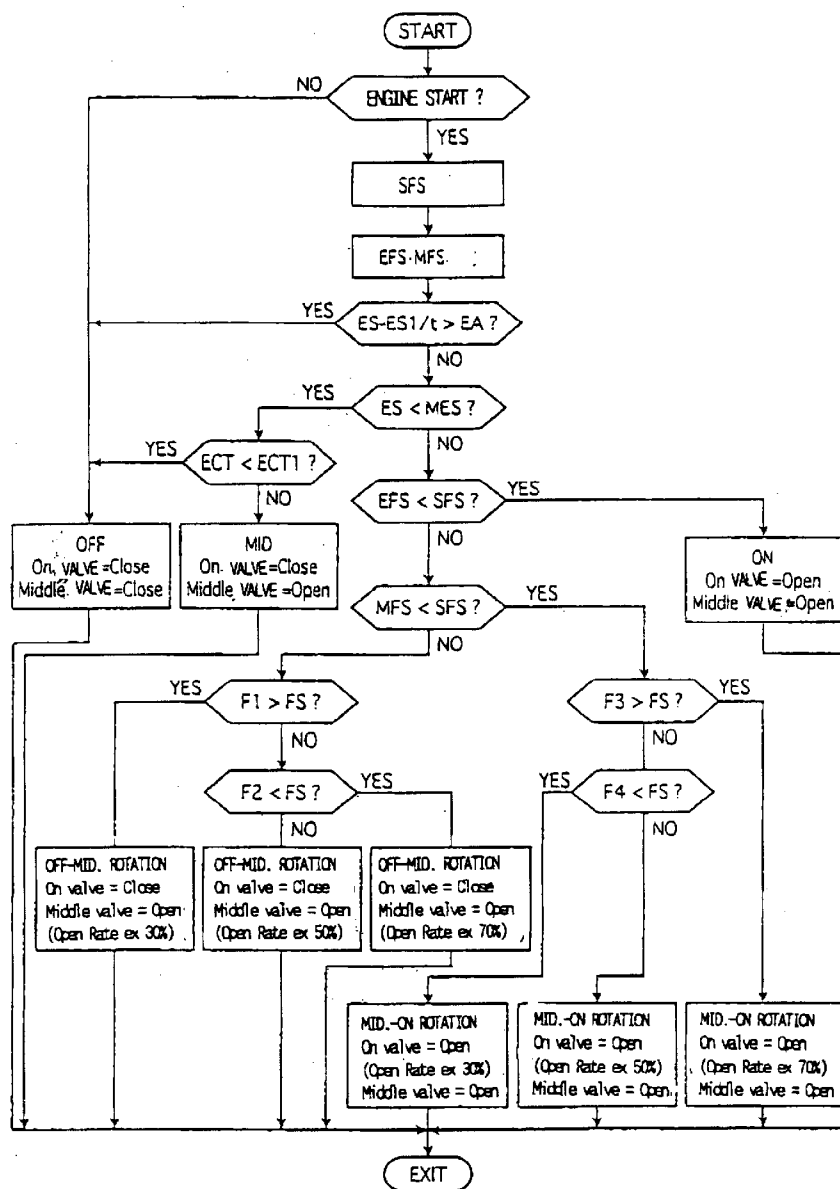 START
NO
ENGINE START ?
YES
SFS
EFS·MFS.
YES
ES-ES1/t > EA ?
NO
YES
ES < MES ?
YES
ECT < ECT1 ?
NO
NO
EFS < SFS ?
YES
NO
OFF
On, VALVE=Close
Middle. VALVE=Close
MID
On. VALVE=Close
Middle VALVE=Open
ON
On VALVE=Open
Middle VALVE=Open
MFS < SFS ?
YES
NO
YES
F1 > FS ?
NO
F3 > FS ?
YES
NO
F2 < FS ?
YES
NO
YES
F4 < FS ?
NO
OFF-MID. ROTATION
On valve = Close
Middle valve = Open
(Open Rate ex 30%)
OFF-MID. ROTATION
On valve = Close
Middle valve = Open
(Open Rate ex 50%)
OFF-MID. ROTATION
On valve = Close
Middle valve = Open
(Open Rate ex 70%)
MID.-ON ROTATION
On valve = Open
(Open Rate ex 30%)
Middle valve = Open
MID.-ON ROTATION
On valve = Open
(Open Rate ex 50%)
Middle valve = Open
MID.-ON ROTATION
On valve = Open
(Open Rate ex 70%)
Middle valve = Open
EXIT